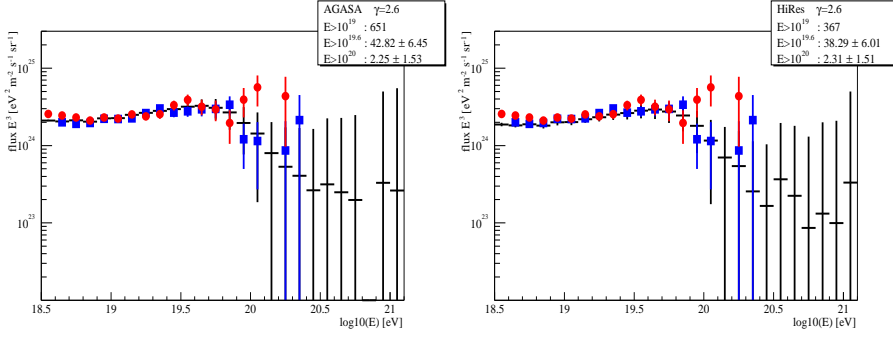 AGASA γ=2.6
E>10^19 : 651
E>10^19.6 : 42.82 ± 6.45
E>10^20 : 2.25 ± 1.53
flux E^3 [eV^2 m^-2 s^-1 sr^-1]
10^25
10^24
10^23
18.5 19 19.5 20 20.5 21
log10(E) [eV]
HiRes γ=2.6
E>10^19 : 367
E>10^19.6 : 38.29 ± 6.01
E>10^20 : 2.31 ± 1.51
flux E^3 [eV^2 m^-2 s^-1 sr^-1]
10^25
10^24
10^23
18.5 19 19.5 20 20.5 21
log10(E) [eV]